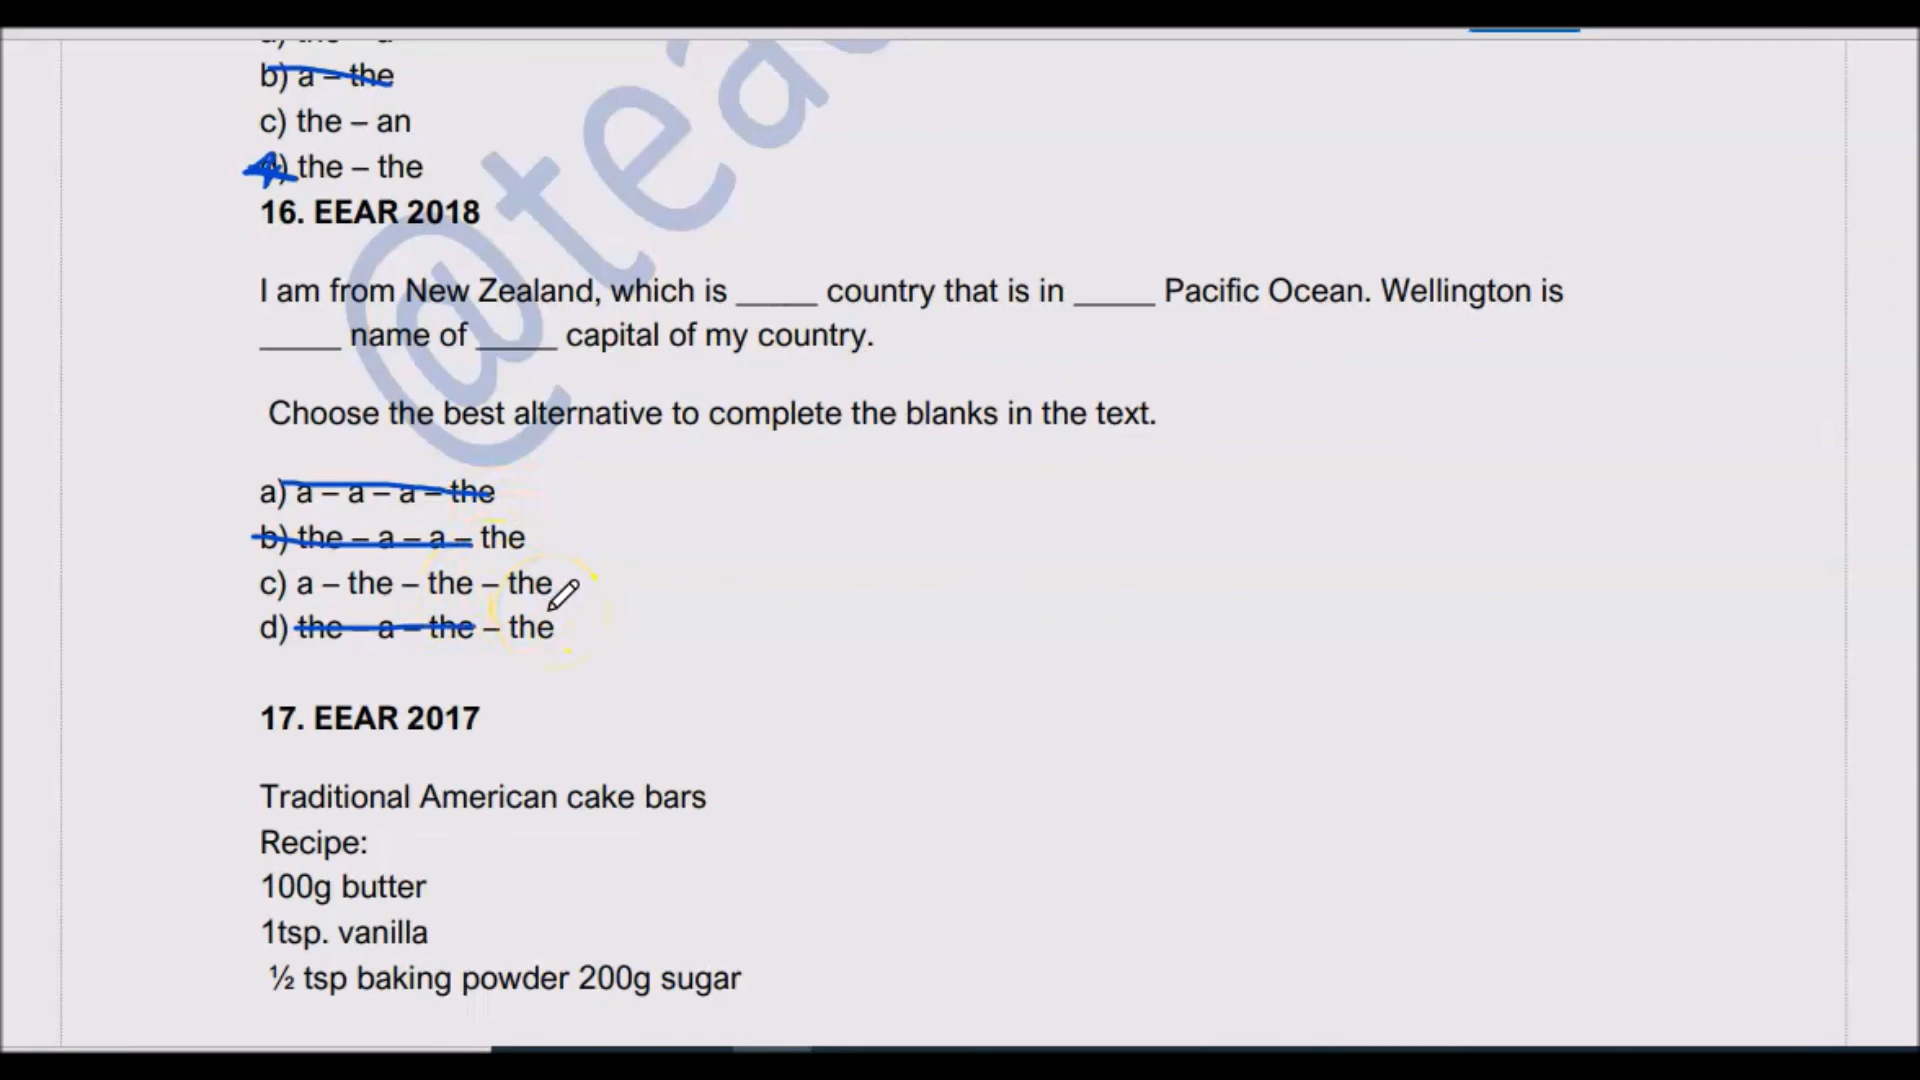 b) a – the
c) the – an
d) the – the
16. EEAR 2018
I am from New Zealand, which is _____ country that is in _____ Pacific Ocean. Wellington is
_____ name of _____ capital of my country.
Choose the best alternative to complete the blanks in the text.
a) a – a – a – the
b) the – a – a – the
c) a – the – the – the
d) the – a – the – the
17. EEAR 2017
Traditional American cake bars
Recipe:
100g butter
1tsp. vanilla
½ tsp baking powder 200g sugar
@tea